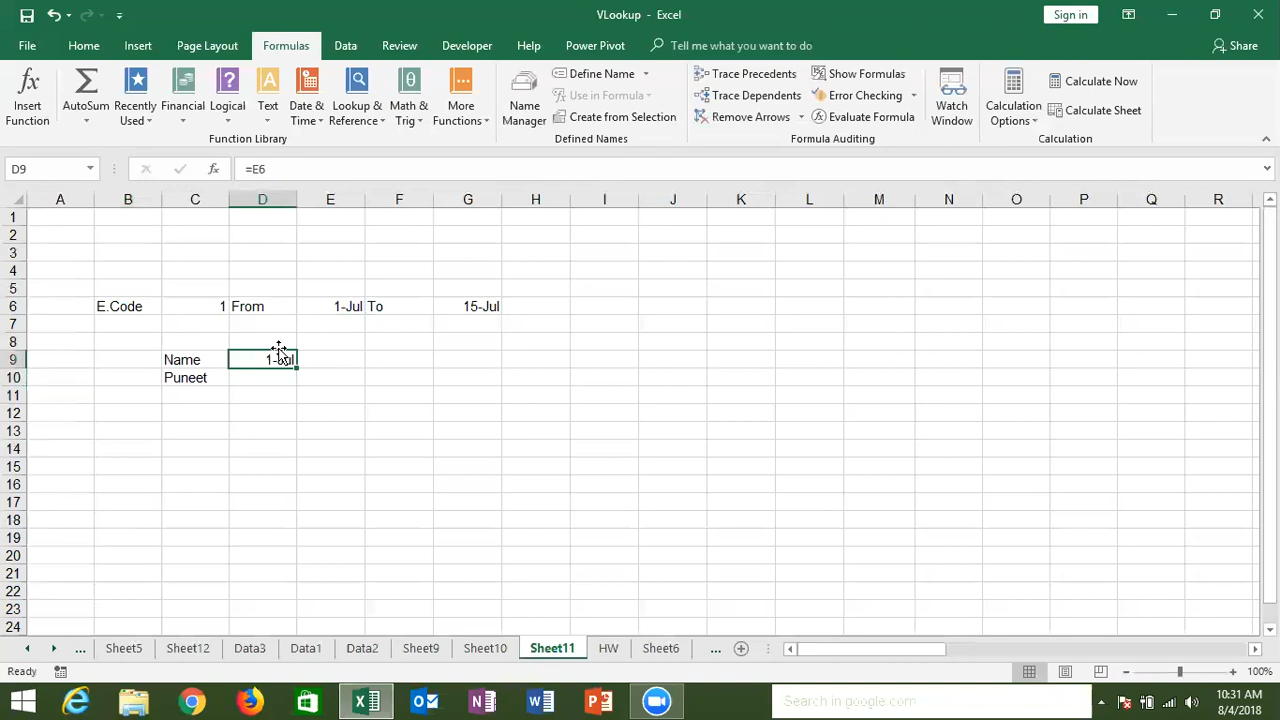 VLookup - Excel
Sign in
File Home Insert Page Layout Formulas Data Review View Developer Help Power Pivot Tell me what you want to do Share
Insert Function
AutoSum
Recently Used
Financial
Logical
Text
Date & Time
Lookup & Reference
Math & Trig
More Functions
Function Library
Name Manager
Define Name
Use in Formula
Create from Selection
Defined Names
Trace Precedents
Trace Dependents
Remove Arrows
Show Formulas
Error Checking
Evaluate Formula
Formula Auditing
Watch Window
Calculation Options
Calculate Now
Calculate Sheet
Calculation
D9 fx =E6
A B C D E F G H I J K L M N O P Q R
1
2
3
4
5
6 E.Code 1 From 1-Jul To 15-Jul
7
8
9 Name 1-Jul
10 Puneet
11
12
13
14
15
16
17
18
19
20
21
22
23
24
... Sheet5 Sheet12 Data3 Data1 Data2 Sheet9 Sheet10 Sheet11 HW Sheet6 ...
Ready 100%
Search in google.com
10:31 AM
8/4/2018